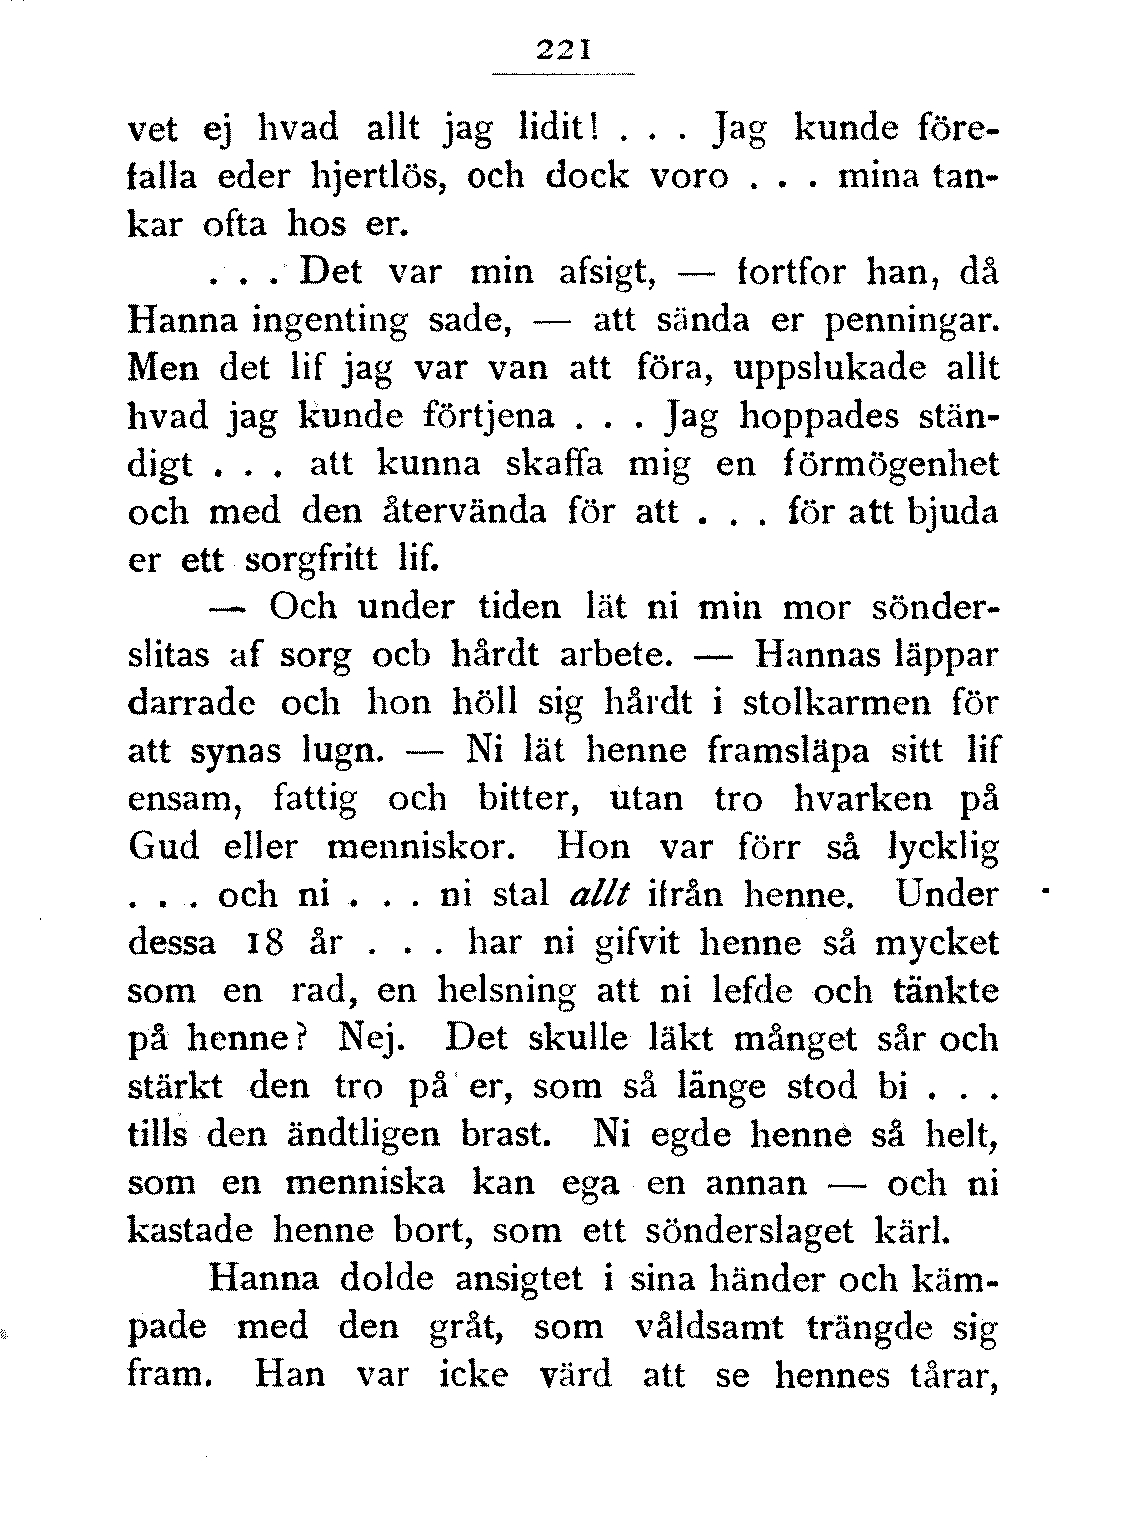 221
vet ej hvad allt jag lidit! . . . Jag kunde före-
falla eder hjertlös, och dock voro . . . mina tan-
kar ofta hos er.
. . . Det var min afsigt, — fortfor han, då
Hanna ingenting sade, — att sända er penningar.
Men det lif jag var van att föra, uppslukade allt
hvad jag kunde förtjena . . . Jag hoppades stän-
digt . . . att kunna skaffa mig en förmögenhet
och med den återvända för att . . . för att bjuda
er ett sorgfritt lif.
— Och under tiden lät ni min mor sönder-
slitas af sorg ocb hårdt arbete. — Hannas läppar
darrade och hon höll sig hårdt i stolkarmen för
att synas lugn. — Ni lät henne framsläpa sitt lif
ensam, fattig och bitter, utan tro hvarken på
Gud eller menniskor. Hon var förr så lycklig
. . . och ni . . . ni stal allt ifrån henne. Under
dessa 18 år . . . har ni gifvit henne så mycket
som en rad, en helsning att ni lefde och tänkte
på henne? Nej. Det skulle läkt månget sår och
stärkt den tro på er, som så länge stod bi . . .
tills den ändtligen brast. Ni egde henne så helt,
som en menniska kan ega en annan — och ni
kastade henne bort, som ett sönderslaget kärl.
Hanna dolde ansigtet i sina händer och käm-
pade med den gråt, som våldsamt trängde sig
fram. Han var icke värd att se hennes tårar,